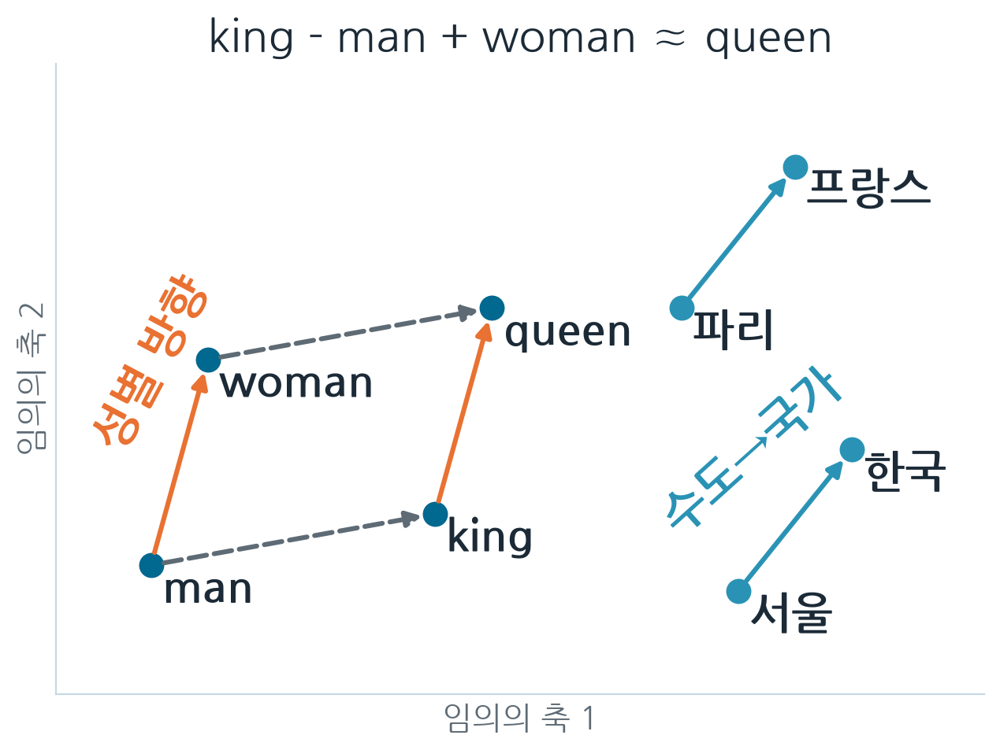 king - man + woman ≈ queen
프랑스
파리
queen
성별 방향
woman
수도→국가
한국
king
man
서울
임의의 축 2
임의의 축 1